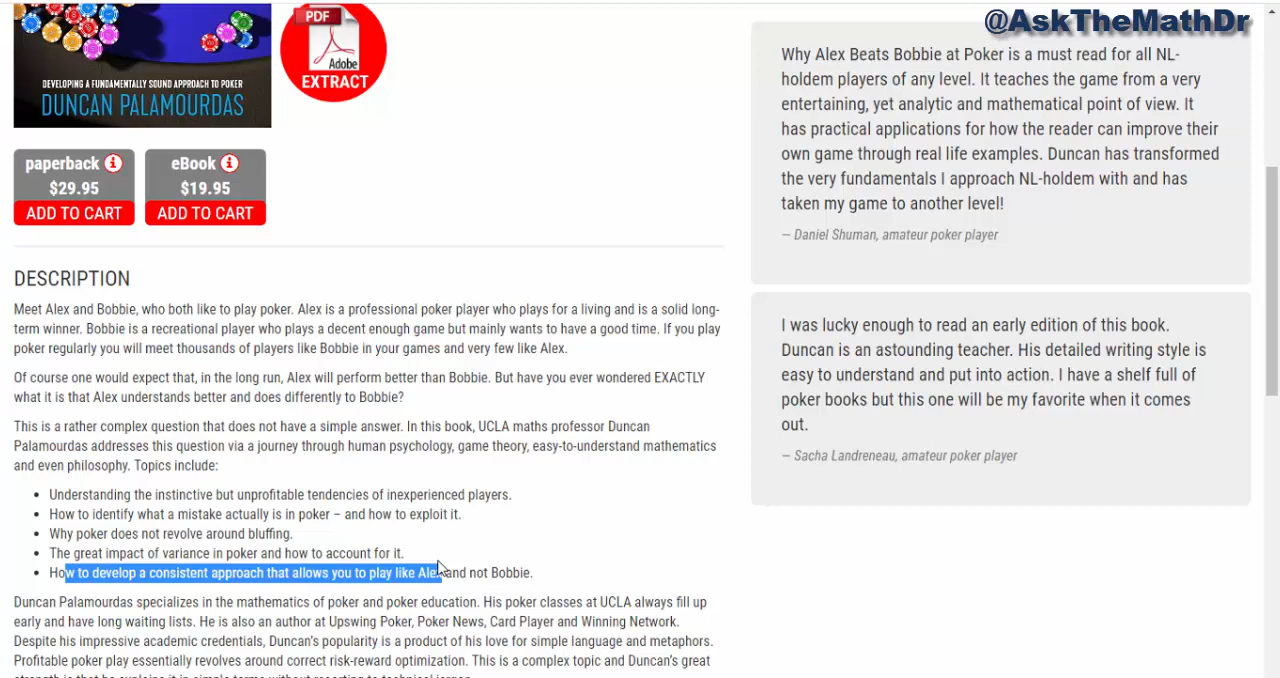 @AskTheMathDr
PDF
Adobe
EXTRACT
DEVELOPING A FUNDAMENTALLY SOUND APPROACH TO POKER
DUNCAN PALAMOURDAS
paperback
$29.95
ADD TO CART
eBook
$19.95
ADD TO CART
DESCRIPTION
Meet Alex and Bobbie, who both like to play poker. Alex is a professional poker player who plays for a living and is a solid long-
term winner. Bobbie is a recreational player who plays a decent enough game but mainly wants to have a good time. If you play
poker regularly you will meet thousands of players like Bobbie in your games and very few like Alex.
Of course one would expect that, in the long run, Alex will perform better than Bobbie. But have you ever wondered EXACTLY
what it is that Alex understands better and does differently to Bobbie?
This is a rather complex question that does not have a simple answer. In this book, UCLA maths professor Duncan
Palamourdas addresses this question via a journey through human psychology, game theory, easy-to-understand mathematics
and even philosophy. Topics include:
• Understanding the instinctive but unprofitable tendencies of inexperienced players.
• How to identify what a mistake actually is in poker – and how to exploit it.
• Why poker does not revolve around bluffing.
• The great impact of variance in poker and how to account for it.
• How to develop a consistent approach that allows you to play like Alex and not Bobbie.
Duncan Palamourdas specializes in the mathematics of poker and poker education. His poker classes at UCLA always fill up
early and have long waiting lists. He is also an author at Upswing Poker, Poker News, Card Player and Winning Network.
Despite his impressive academic credentials, Duncan's popularity is a product of his love for simple language and metaphors.
Profitable poker play essentially revolves around correct risk-reward optimization. This is a complex topic and Duncan's great
strength is that he explains it in simple terms without resorting to technical jargon.
Why Alex Beats Bobbie at Poker is a must read for all NL-
holdem players of any level. It teaches the game from a very
entertaining, yet analytic and mathematical point of view. It
has practical applications for how the reader can improve their
own game through real life examples. Duncan has transformed
the very fundamentals I approach NL-holdem with and has
taken my game to another level!
— Daniel Shuman, amateur poker player
I was lucky enough to read an early edition of this book.
Duncan is an astounding teacher. His detailed writing style is
easy to understand and put into action. I have a shelf full of
poker books but this one will be my favorite when it comes
out.
— Sacha Landreneau, amateur poker player